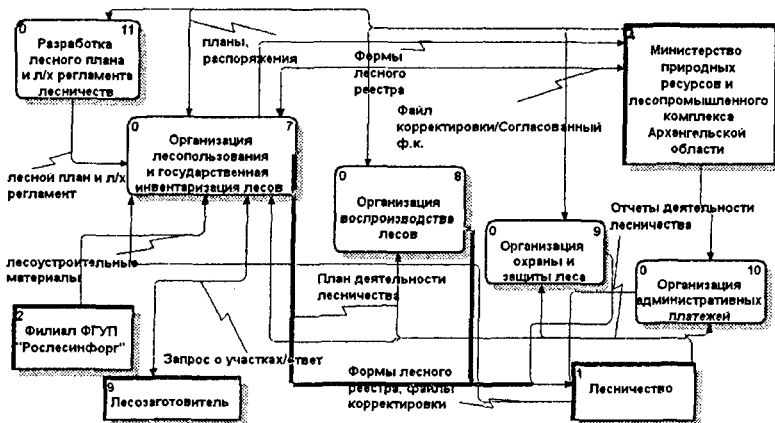 0 11
Разработка
лесного плана
и л/х регламента
лесничеств
планы,
распоряжения
Формы
лесного
реестра
4
Министерство
природных
ресурсов и
лесопромышленного
комплекса
Архангельской
области
0 7
Организация
лесопользования
и государственная
инвентаризация лесов
Файл
корректировки/Согласованный
ф.к.
лесной план и л/х
регламент
0 8
Организация
воспроизводства
лесов
0 9
Организация
охраны и
защиты леса
Отчеты деятельности
лесничества
0 10
Организация
административных
платежей
лесоустроительные
материалы
План деятельности
лесничества
2
Филиал ФГУП
"Рослесинфорг"
Запрос о участках/ответ
9
Лесозаготовитель
Формы лесного
реестра, файлы
корректировки
1
Лесничество